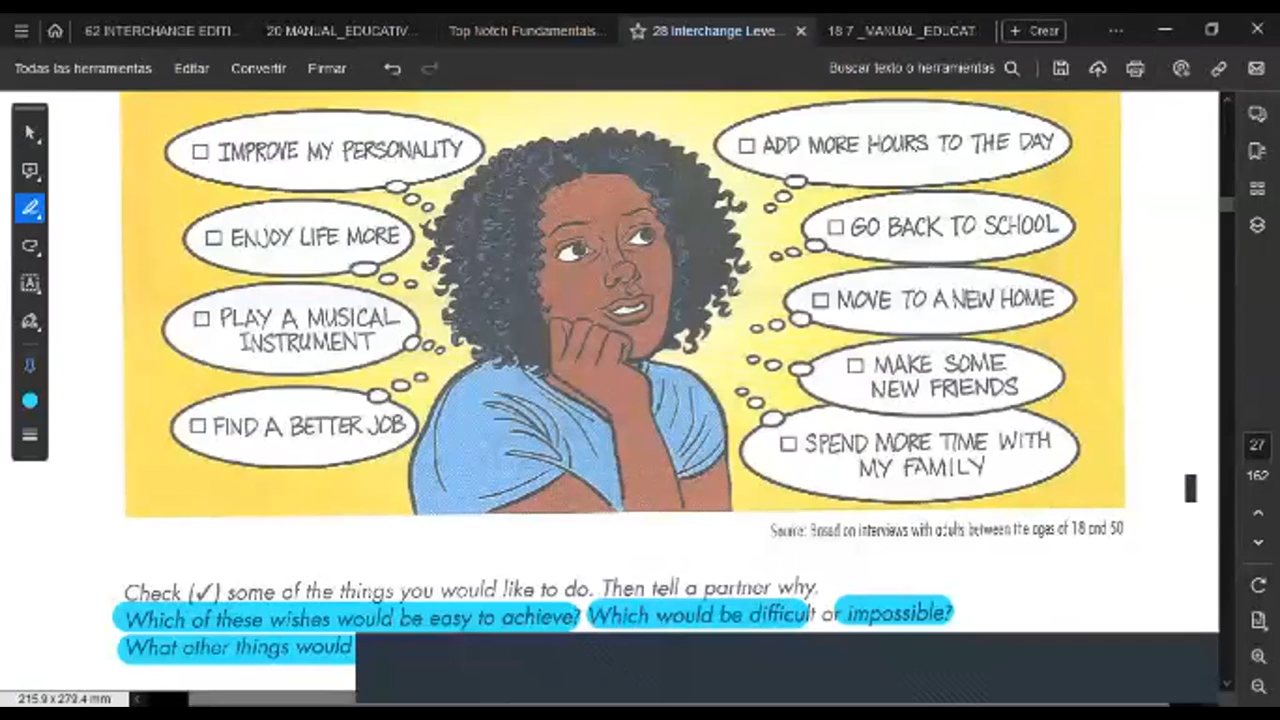 62 INTERCHANGE EDITI...
20 MANUAL_EDUCATIV...
Top Notch Fundamentals...
28 Interchange Leve...
18 7 _MANUAL_EDUCAT
+ Crear
Todas las herramientas
Editar
Convertir
Firmar
Buscar texto o herramientas
IMPROVE MY PERSONALITY
ENJOY LIFE MORE
PLAY A MUSICAL
INSTRUMENT
FIND A BETTER JOB
ADD MORE HOURS TO THE DAY
GO BACK TO SCHOOL
MOVE TO A NEW HOME
MAKE SOME
NEW FRIENDS
SPEND MORE TIME WITH
MY FAMILY
Source: Based on interviews with adults between the ages of 18 and 50
Check (✓) some of the things you would like to do. Then tell a partner why.
Which of these wishes would be easy to achieve? Which would be difficult or impossible?
What other things would
27
162
215.9 x 279.4 mm